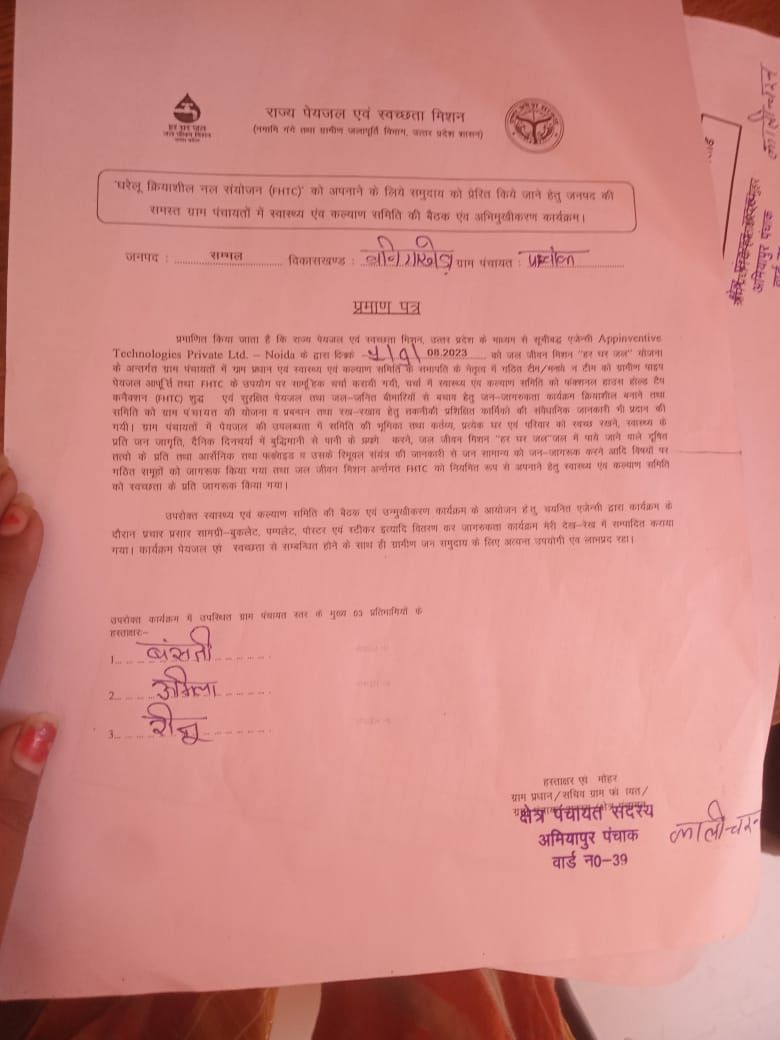 हर घर जल
जल जीवन मिशन
राज्य पेयजल एवं स्वच्छता मिशन
(नमामि गंगे तथा ग्रामीण जलापूर्ति विभाग, उत्तर प्रदेश शासन)
'घरेलू क्रियाशील नल संयोजन (FHTC)' को अपनाने के लिये समुदाय को प्रेरित किये जाने हेतु जनपद की
समस्त ग्राम पंचायतों में स्वास्थ्य एंव कल्याण समिति की बैठक एंव अभिमुखीकरण कार्यक्रम।
जनपद : सम्भल विकासखण्ड : ग्राम पंचायत :
प्रमाण पत्र
प्रमाणित किया जाता है कि राज्य पेयजल एवं स्वच्छता मिशन, उत्तर प्रदेश के माध्यम से सूचीबद्ध एजेन्सी Appinventive
Technologies Private Ltd. – Noida के द्वारा दिनांक 08.2023 को जल जीवन मिशन "हर घर जल" योजना
के अन्तर्गत ग्राम पंचायतों में ग्राम प्रधान एवं स्वास्थ्य एंव कल्याण समिति के सभापति के नेतृत्व में गठित टीम/ न टीम को ग्रामीण पाइप
पेयजल आपूर्ति तथा FHTC के उपयोग पर सामूहिक चर्चा करायी गयी, चर्चा में स्वास्थ्य एंव कल्याण समिति को फंक्शनल हाउस होल्ड टैप
कनैक्शन (FHTC) शुद्ध एवं सुरक्षित पेयजल तथा जल-जनित बीमारियों से बचाव हेतु जन-जागरुकता कार्यक्रम क्रियाशील बनाने तथा
समिति को ग्राम पंचायत की योजना व प्रबन्धन तथा रख-रखाव हेतु तकनीकी प्रशिक्षित कार्मिकों की संवैधानिक जानकारी भी प्रदान की
गयी। ग्राम पंचायतों में पेयजल की उपलब्धता में समिति की भूमिका तथा कर्तव्य, प्रत्येक घर एवं परिवार को स्वच्छ रखने, स्वास्थ्य के
प्रति जन जागृति, दैनिक दिनचर्या में बुद्धिमानी से पानी के प्रयोग करने, जल जीवन मिशन "हर घर जल"जल में पाये जाने वाले दूषित
तत्वो के प्रति तथा आर्सेनिक तथा फ्लोराइड व उसके रिमूवल संयंत्र की जानकारी से जन सामान्य को जन-जागरूक करने आदि विषयों पर
गठित समूहों को जागरूक किया गया तथा जल जीवन मिशन अर्न्तगत FHTC को नियमित रूप से अपनाने हेतु स्वास्थ्य एंव कल्याण समिति
को स्वच्छता के प्रति जागरूक किया गया।
उपरोक्त स्वास्थ्य एवं कल्याण समिति की बैठक एवं उन्मुखीकरण कार्यक्रम के आयोजन हेतु, चयनित एजेन्सी द्वारा कार्यक्रम के
दौरान प्रचार प्रसार सामग्री-बुकलेट, पम्पलेट, पोस्टर एवं स्टीकर इत्यादि वितरण कर जागरुकता कार्यक्रम मेरी देख-रेख में सम्पादित कराया
गया। कार्यक्रम पेयजल एवं स्वच्छता से सम्बन्धित होने के साथ ही ग्रामीण जन समुदाय के लिए अत्यन्त उपयोगी एवं लाभप्रद रहा।
उपरोक्त कार्यक्रम में उपस्थित ग्राम पंचायत स्तर के मुख्य 03 प्रतिभागियों के
हस्ताक्षर:–
1... बंसती
2... उर्मिला
3...
हस्ताक्षर एवं मोहर
ग्राम प्रधान/सचिव ग्राम पंचायत/
क्षेत्र पंचायत सदस्य
अमियापुर पंचाक
वार्ड न0-39
कालीचरन
अमियापुर पंचाक